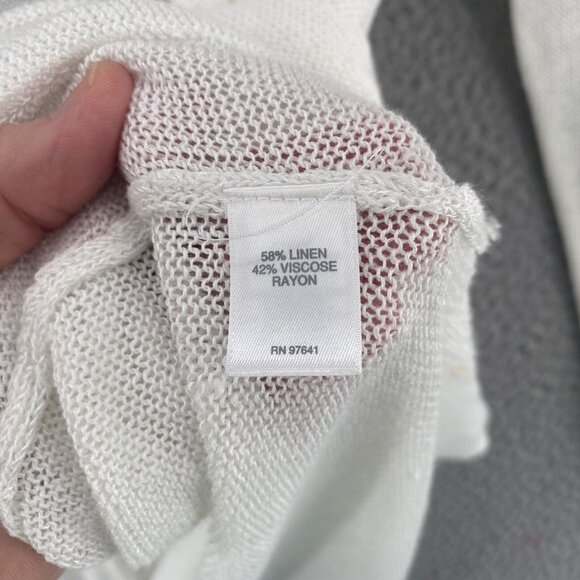 58% LINEN
42% VISCOSE
RAYON
RN 97641